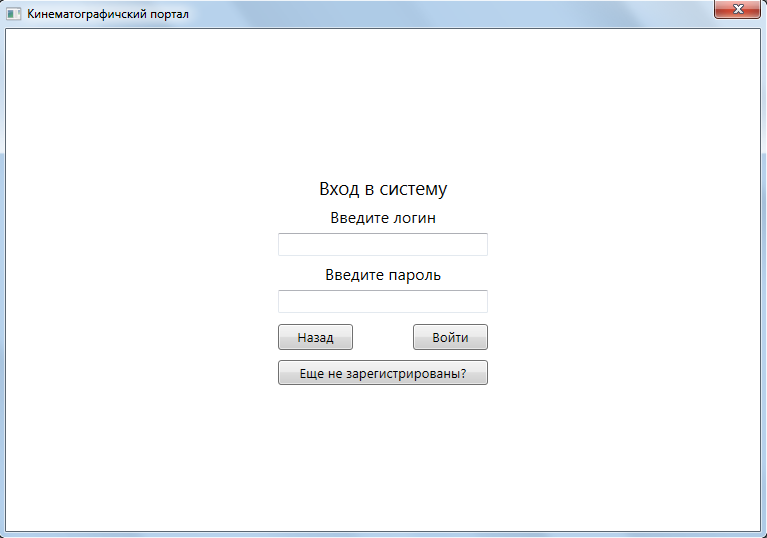 Кинематографичский портал
Вход в систему
Введите логин
Введите пароль
Назад
Войти
Еще не зарегистрированы?